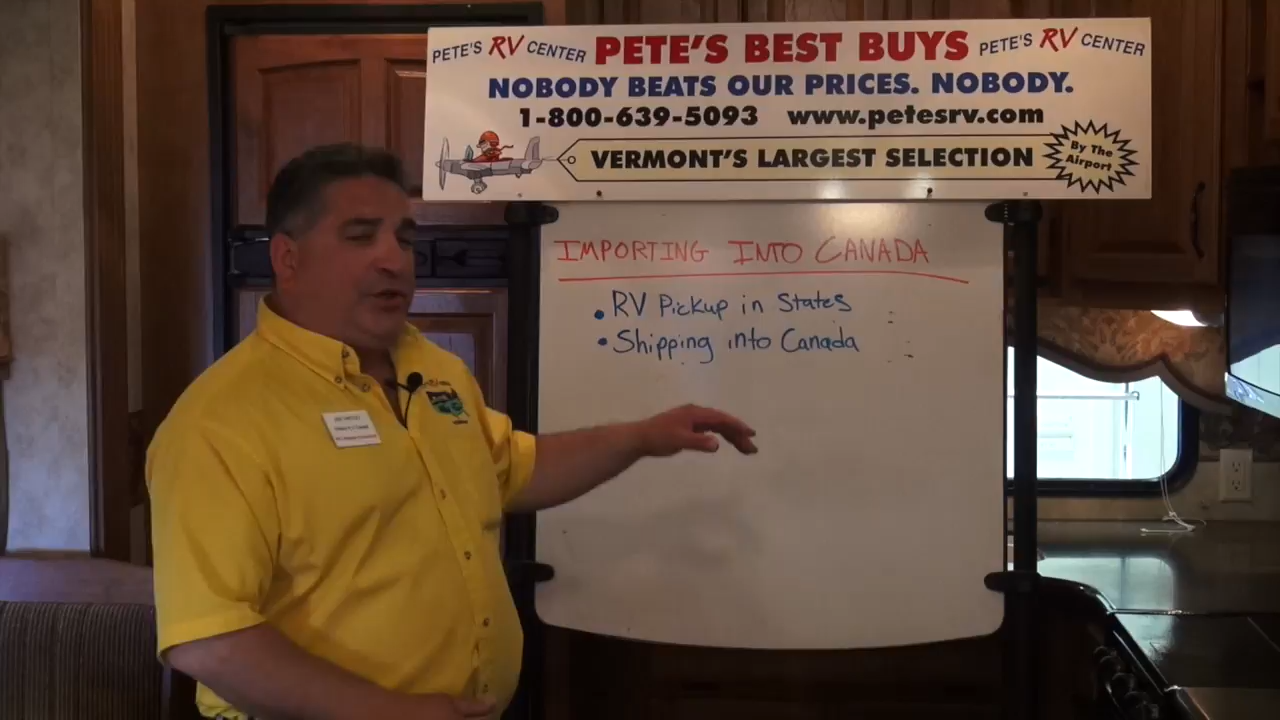 PETE'S RV CENTER PETE'S BEST BUYS PETE'S RV CENTER
NOBODY BEATS OUR PRICES. NOBODY.
1-800-639-5093 www.petesrv.com
VERMONT'S LARGEST SELECTION
By The
Airport
IMPORTING INTO CANADA
• RV Pickup in States
• Shipping into Canada